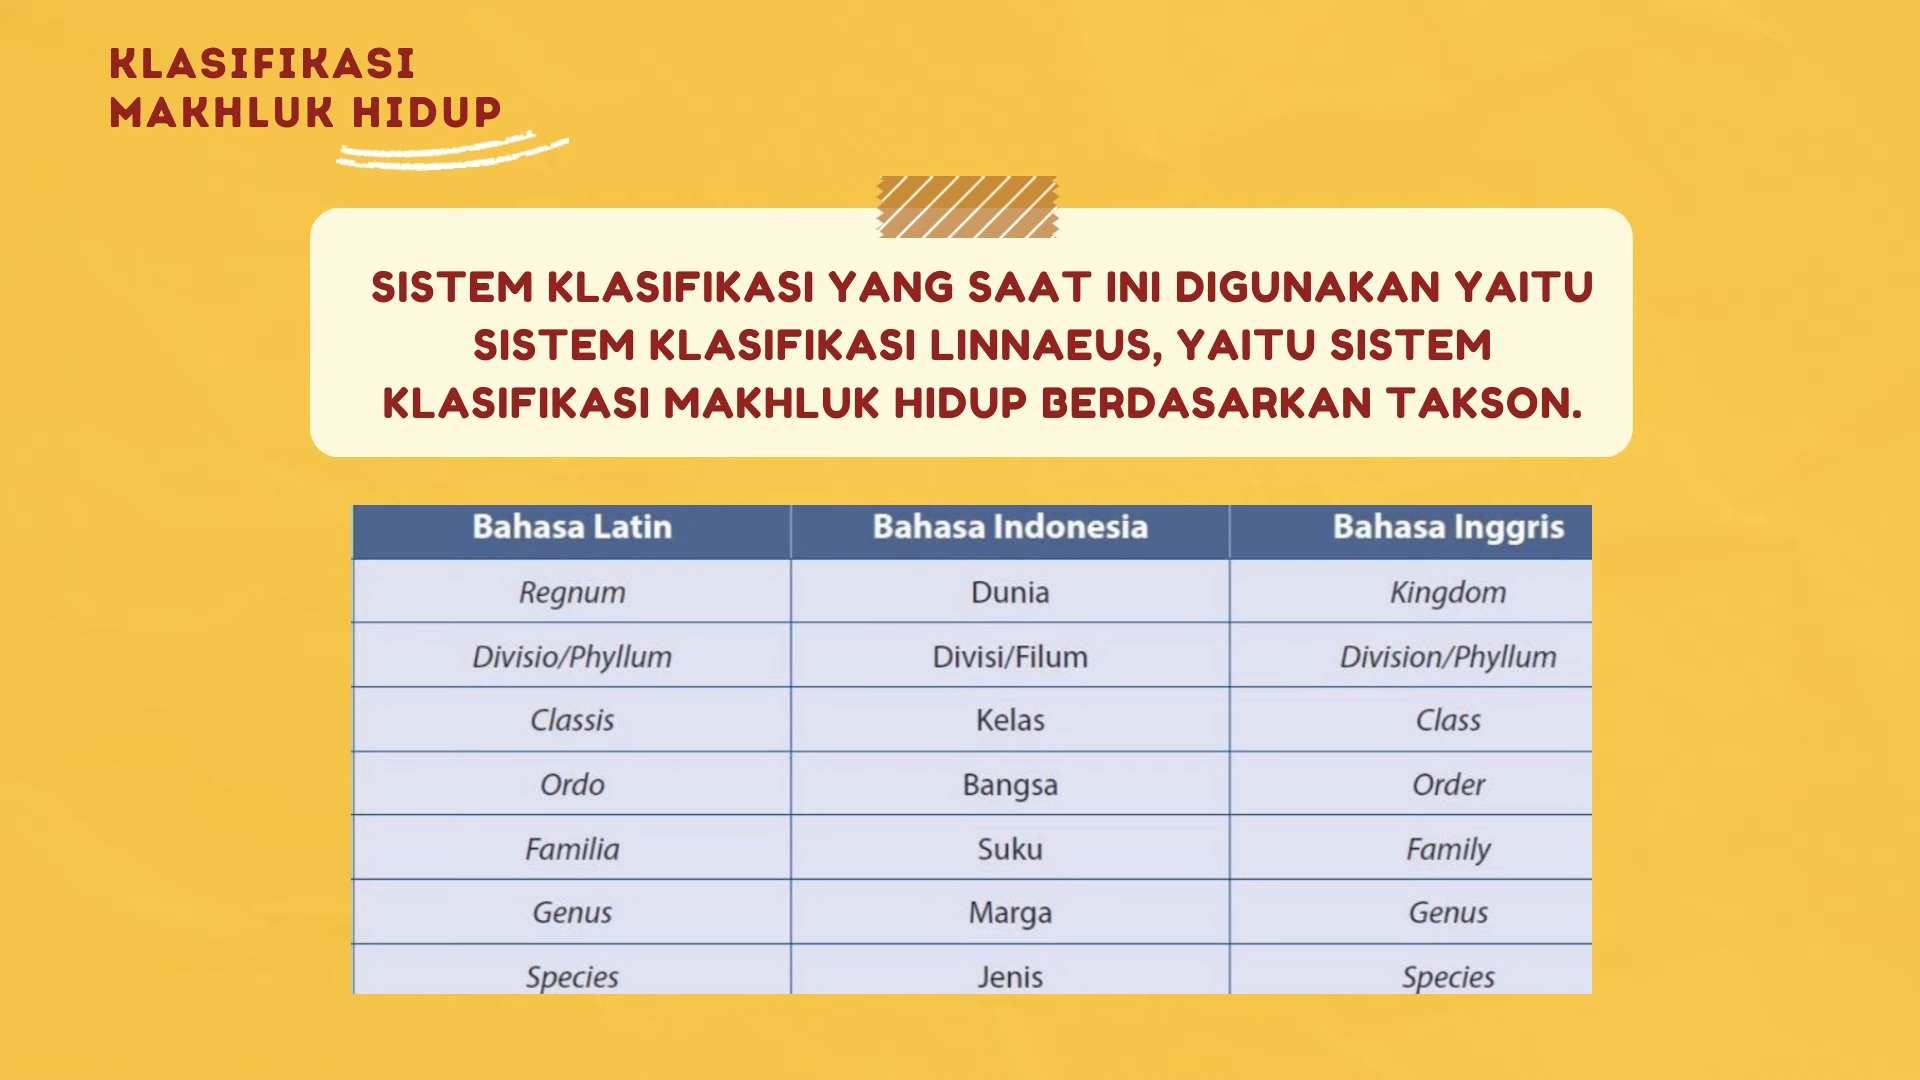 KLASIFIKASI
MAKHLUK HIDUP
SISTEM KLASIFIKASI YANG SAAT INI DIGUNAKAN YAITU
SISTEM KLASIFIKASI LINNAEUS, YAITU SISTEM
KLASIFIKASI MAKHLUK HIDUP BERDASARKAN TAKSON.
Bahasa Latin Bahasa Indonesia Bahasa Inggris
Regnum Dunia Kingdom
Divisio/Phyllum Divisi/Filum Division/Phyllum
Classis Kelas Class
Ordo Bangsa Order
Familia Suku Family
Genus Marga Genus
Species Jenis Species